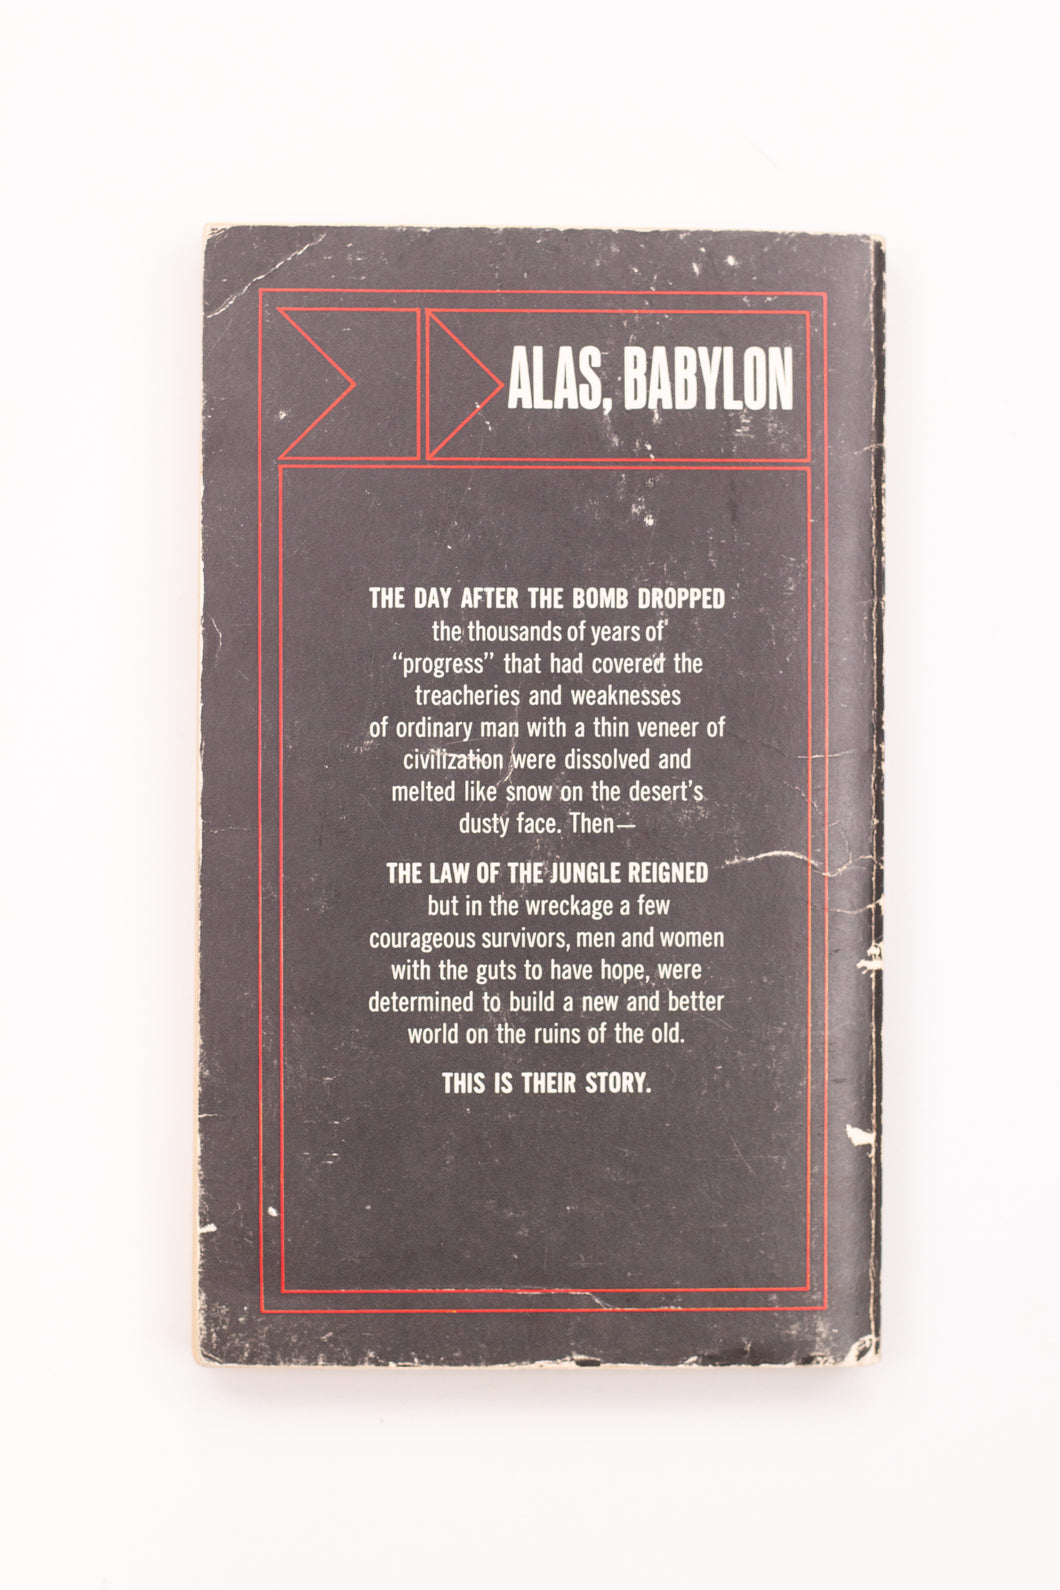 ALAS, BABYLON
THE DAY AFTER THE BOMB DROPPED
the thousands of years of
“progress” that had covered the
treacheries and weaknesses
of ordinary man with a thin veneer of
civilization were dissolved and
melted like snow on the desert’s
dusty face. Then—
THE LAW OF THE JUNGLE REIGNED
but in the wreckage a few
courageous survivors, men and women
with the guts to have hope, were
determined to build a new and better
world on the ruins of the old.
THIS IS THEIR STORY.